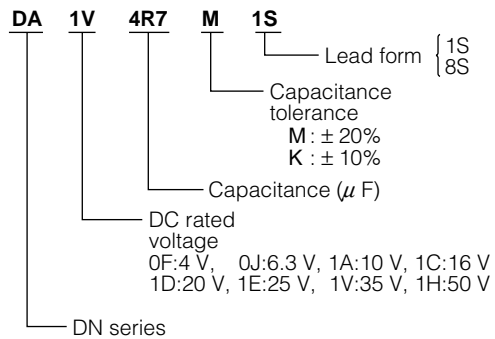 DA 1V 4R7 M 1S
Lead form { 1S
8S
Capacitance
tolerance
M : ± 20%
K : ± 10%
Capacitance (μ F)
DC rated
voltage
0F:4 V, 0J:6.3 V, 1A:10 V, 1C:16 V
1D:20 V, 1E:25 V, 1V:35 V, 1H:50 V
DN series